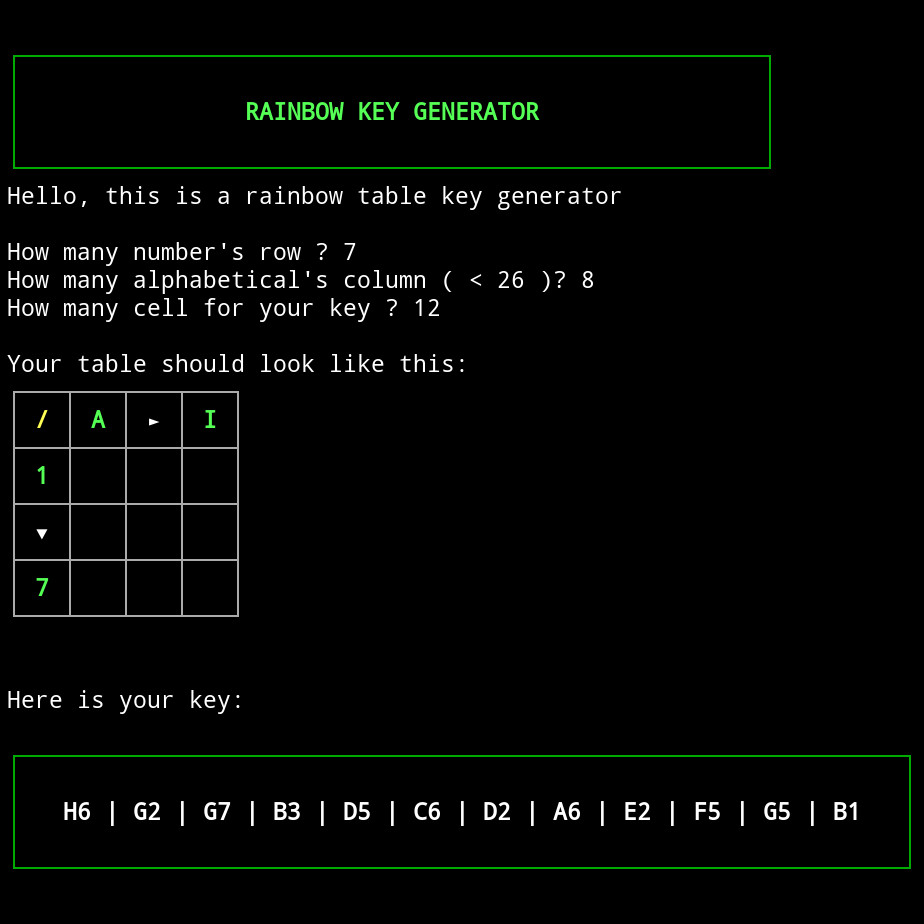 RAINBOW KEY GENERATOR
Hello, this is a rainbow table key generator
How many number's row ? 7
How many alphabetical's column ( < 26 )? 8
How many cell for your key ? 12
Your table should look like this:
/ A ► I
1
▼
7
Here is your key:
H6 | G2 | G7 | B3 | D5 | C6 | D2 | A6 | E2 | F5 | G5 | B1